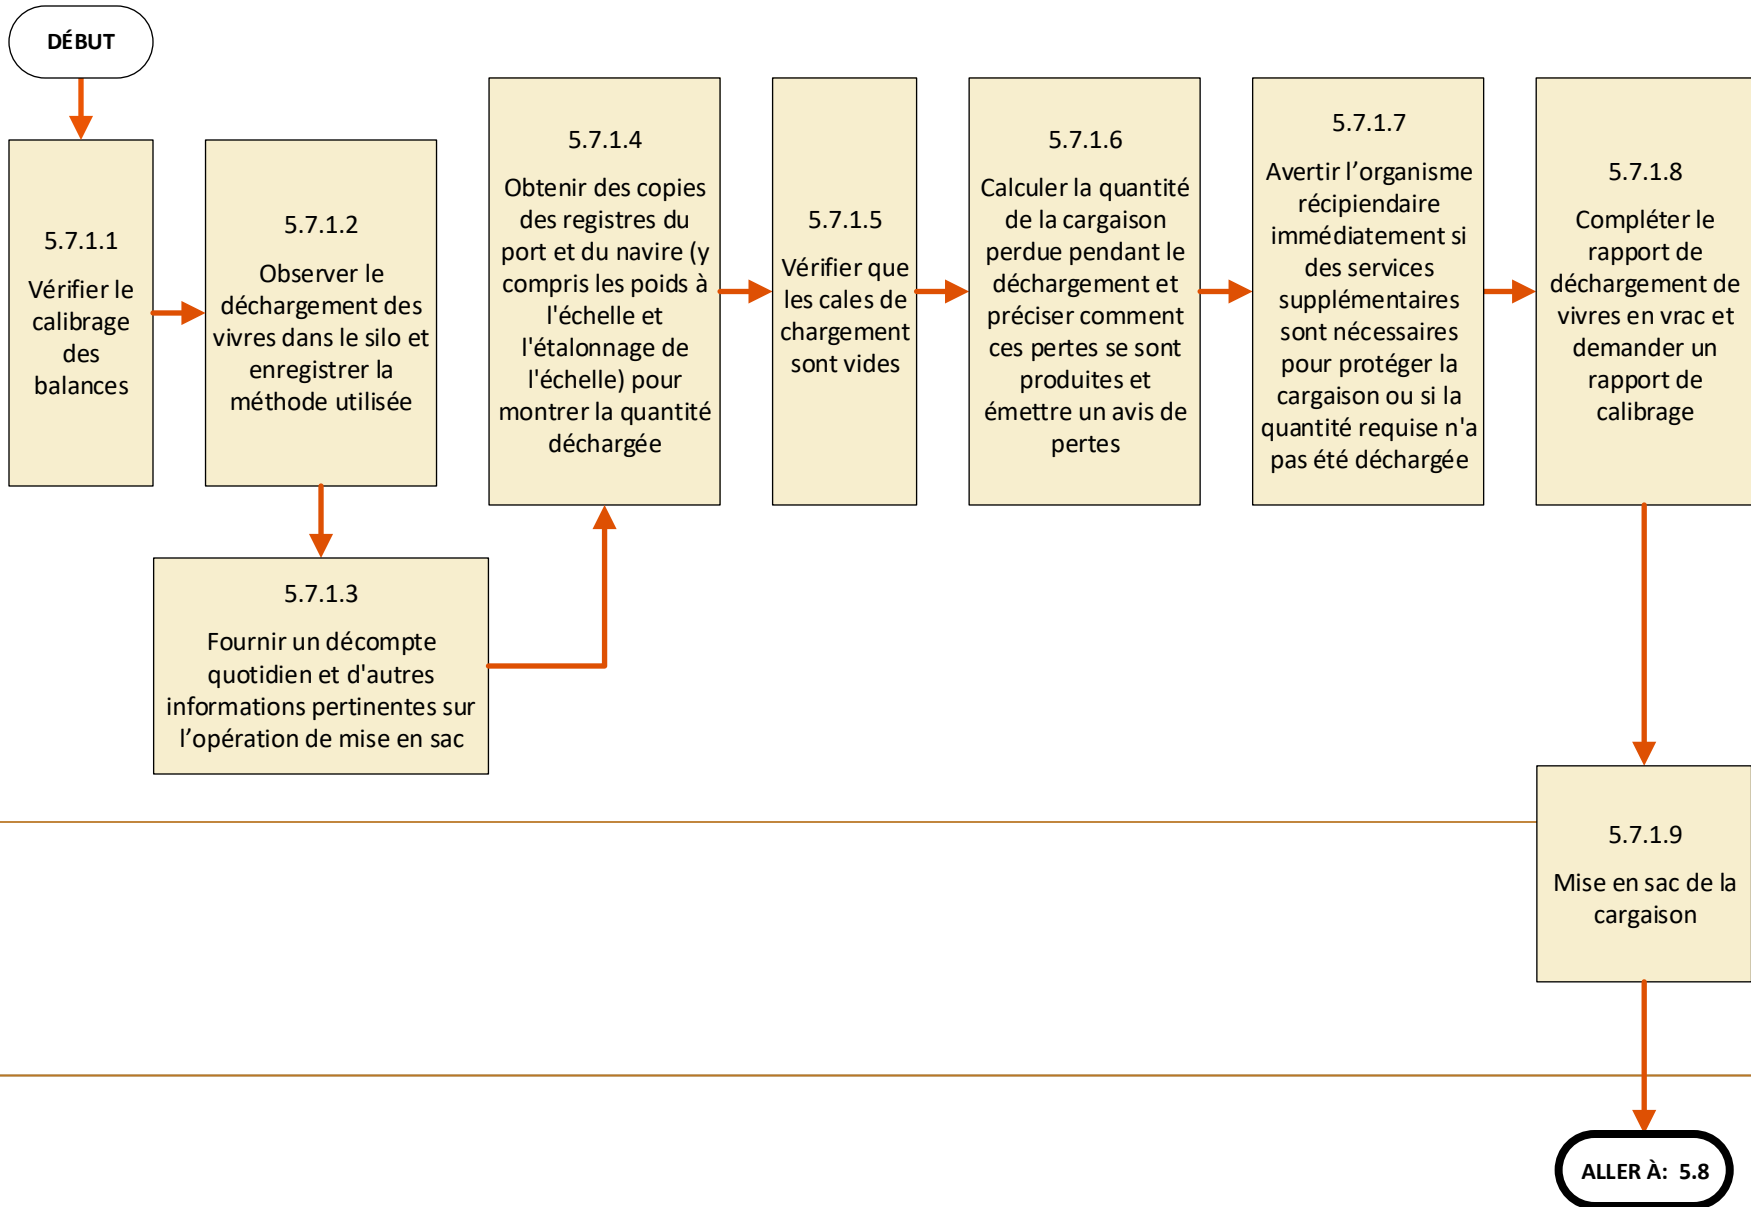 DÉBUT
5.7.1.1
Vérifier le
calibrage
des
balances
5.7.1.2
Observer le
déchargement des
vivres dans le silo et
enregistrer la
méthode utilisée
5.7.1.3
Fournir un décompte
quotidien et d'autres
informations pertinentes sur
l’opération de mise en sac
5.7.1.4
Obtenir des copies
des registres du
port et du navire (y
compris les poids à
l'échelle et
l'étalonnage de
l'échelle) pour
montrer la quantité
déchargée
5.7.1.5
Vérifier que
les cales de
chargement
sont vides
5.7.1.6
Calculer la quantité
de la cargaison
perdue pendant le
déchargement et
préciser comment
ces pertes se sont
produites et
émettre un avis de
pertes
5.7.1.7
Avertir l’organisme
récipiendaire
immédiatement si
des services
supplémentaires
sont nécessaires
pour protéger la
cargaison ou si la
quantité requise n'a
pas été déchargée
5.7.1.8
Compléter le
rapport de
déchargement de
vivres en vrac et
demander un
rapport de
calibrage
5.7.1.9
Mise en sac de la
cargaison
ALLER À: 5.8